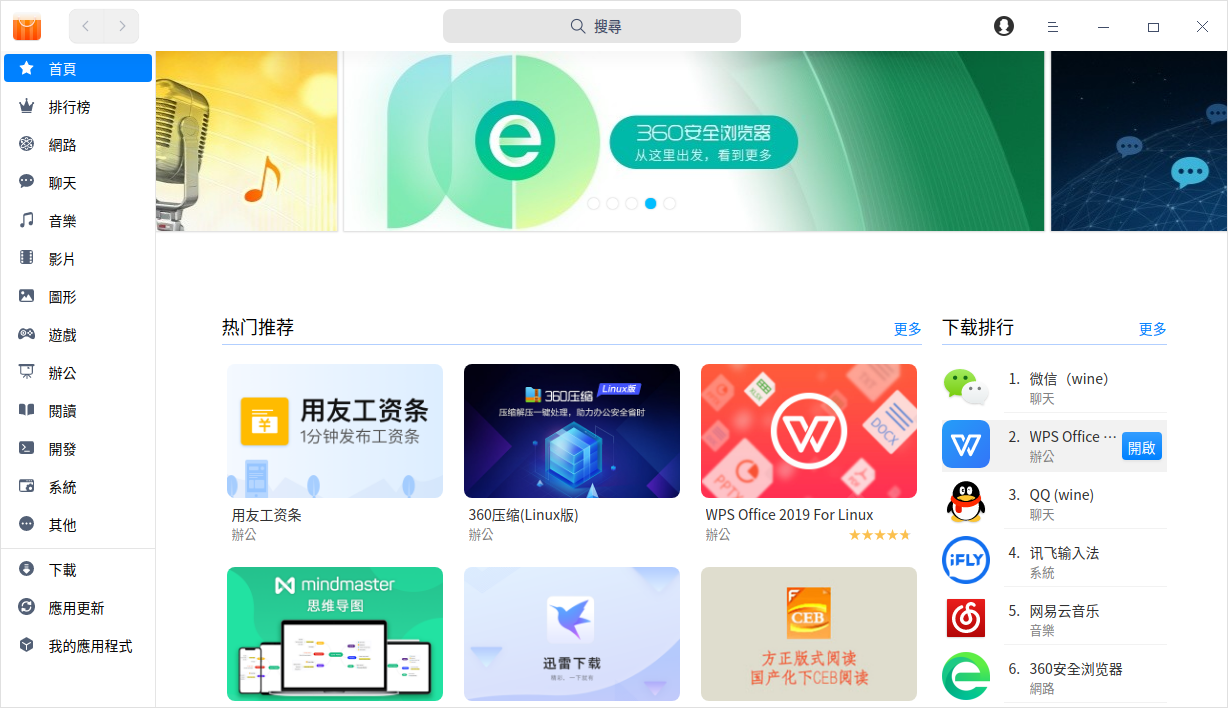 搜尋
首頁
排行榜
網路
聊天
音樂
影片
圖形
遊戲
辦公
閱讀
開發
系統
其他
下載
應用更新
我的應用程式
360安全浏览器
从这里出发，看到更多
热门推荐
更多
用友工资条
1分钟发布工资条
用友工资条
辦公
360压缩
Linux版
压缩解压一键处理，助力办公安全省时
360压缩(Linux版)
辦公
XLSX
TXT
DOCX
PPTX
WPS Office 2019 For Linux
辦公
mindmaster
思维导图
迅雷下载
CEB
方正版式阅读
国产化下CEB阅读
下载排行
更多
1. 微信（wine）
聊天
2. WPS Office ⋯
辦公
開啟
3. QQ (wine)
聊天
iFLY
4. 讯飞输入法
系統
5. 网易云音乐
音樂
6. 360安全浏览器
網路